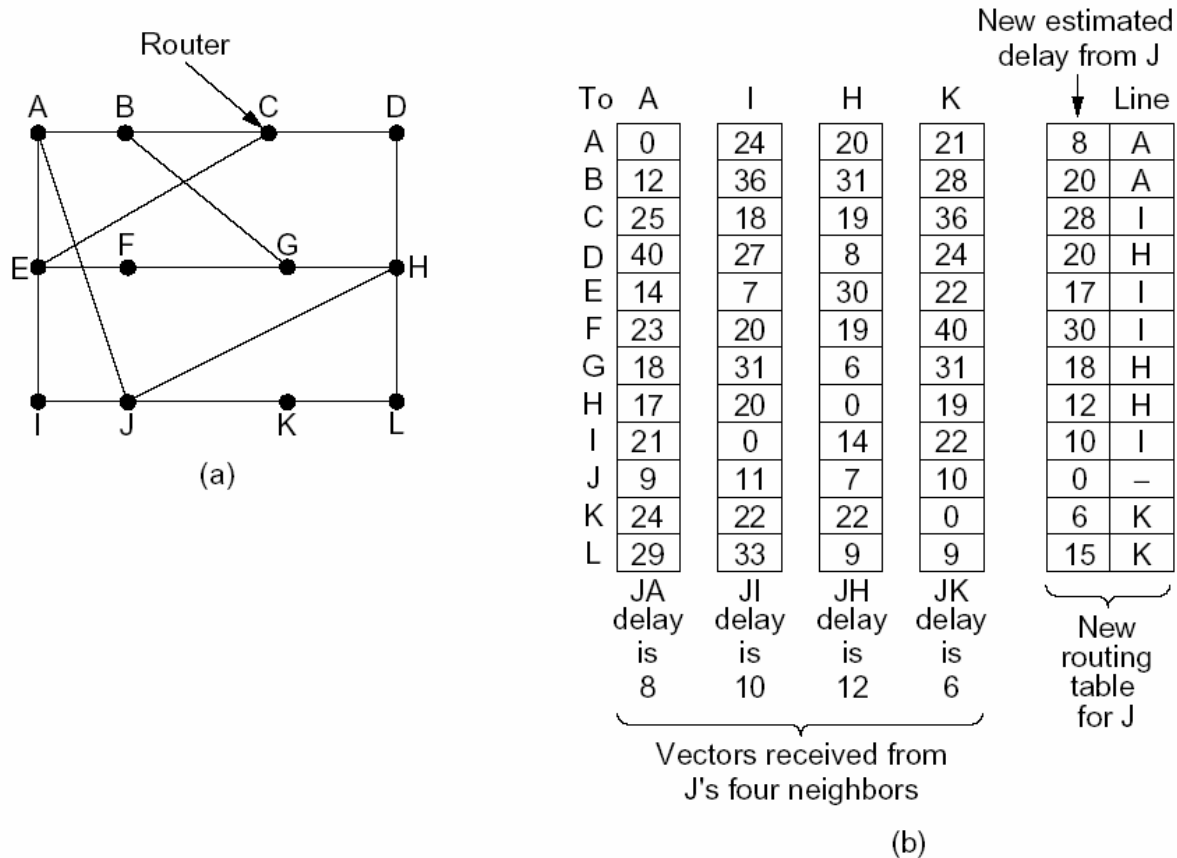 Router
A B C D
E F G H
I J K L
(a)
New estimated
delay from J
To A I H K Line
A 0 24 20 21 8 A
B 12 36 31 28 20 A
C 25 18 19 36 28 I
D 40 27 8 24 20 H
E 14 7 30 22 17 I
F 23 20 19 40 30 I
G 18 31 6 31 18 H
H 17 20 0 19 12 H
I 21 0 14 22 10 I
J 9 11 7 10 0 –
K 24 22 22 0 6 K
L 29 33 9 9 15 K
JA JI JH JK
delay delay delay delay
is is is is
8 10 12 6
New
routing
table
for J
Vectors received from
J's four neighbors
(b)